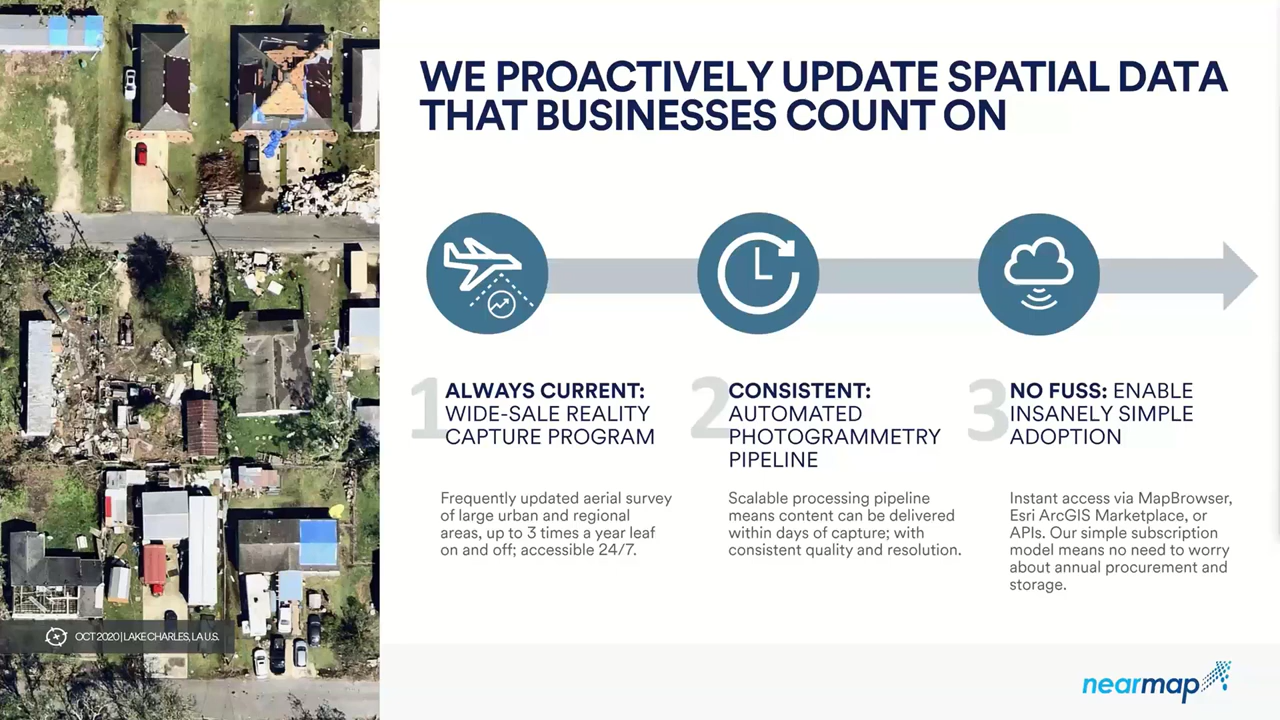 WE PROACTIVELY UPDATE SPATIAL DATA
THAT BUSINESSES COUNT ON
1
ALWAYS CURRENT:
WIDE-SALE REALITY
CAPTURE PROGRAM
Frequently updated aerial survey
of large urban and regional
areas, up to 3 times a year leaf
on and off; accessible 24/7.
2
CONSISTENT:
AUTOMATED
PHOTOGRAMMETRY
PIPELINE
Scalable processing pipeline
means content can be delivered
within days of capture; with
consistent quality and resolution.
3
NO FUSS: ENABLE
INSANELY SIMPLE
ADOPTION
Instant access via MapBrowser,
Esri ArcGIS Marketplace, or
APIs. Our simple subscription
model means no need to worry
about annual procurement and
storage.
OCT 2020 | LAKE CHARLES, LA U.S.
nearmap